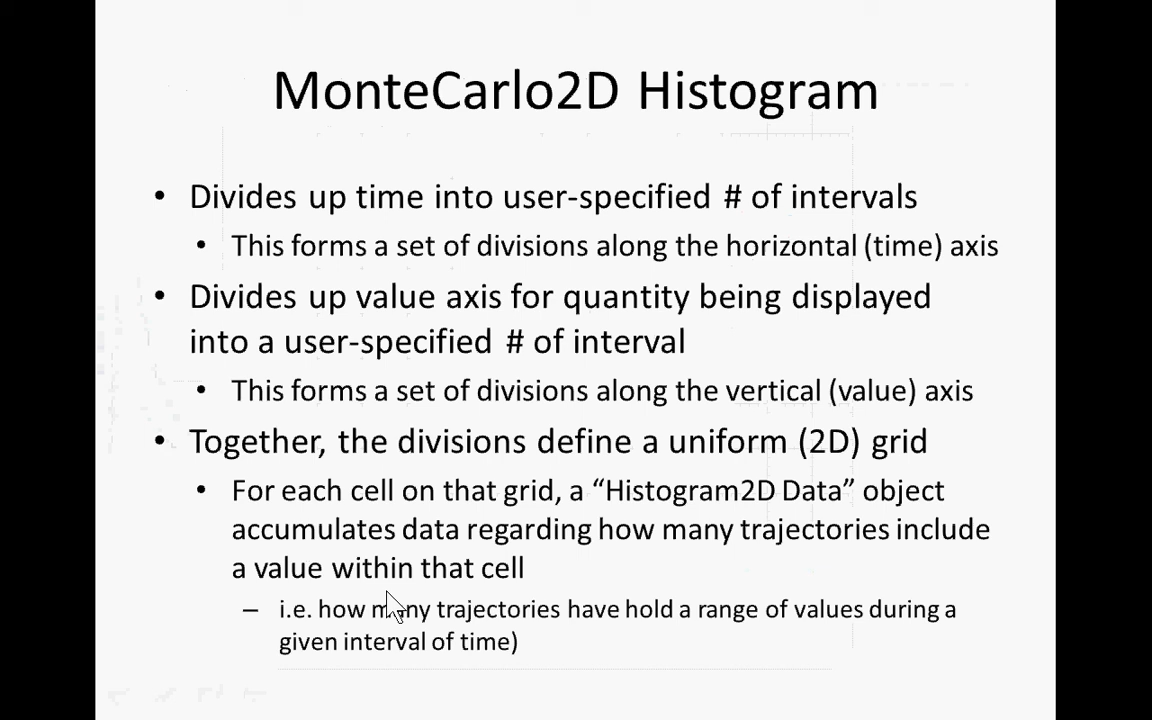 MonteCarlo2D Histogram
• Divides up time into user-specified # of intervals
• This forms a set of divisions along the horizontal (time) axis
• Divides up value axis for quantity being displayed
into a user-specified # of interval
• This forms a set of divisions along the vertical (value) axis
• Together, the divisions define a uniform (2D) grid
• For each cell on that grid, a “Histogram2D Data” object
accumulates data regarding how many trajectories include
a value within that cell
– i.e. how many trajectories have hold a range of values during a
given interval of time)